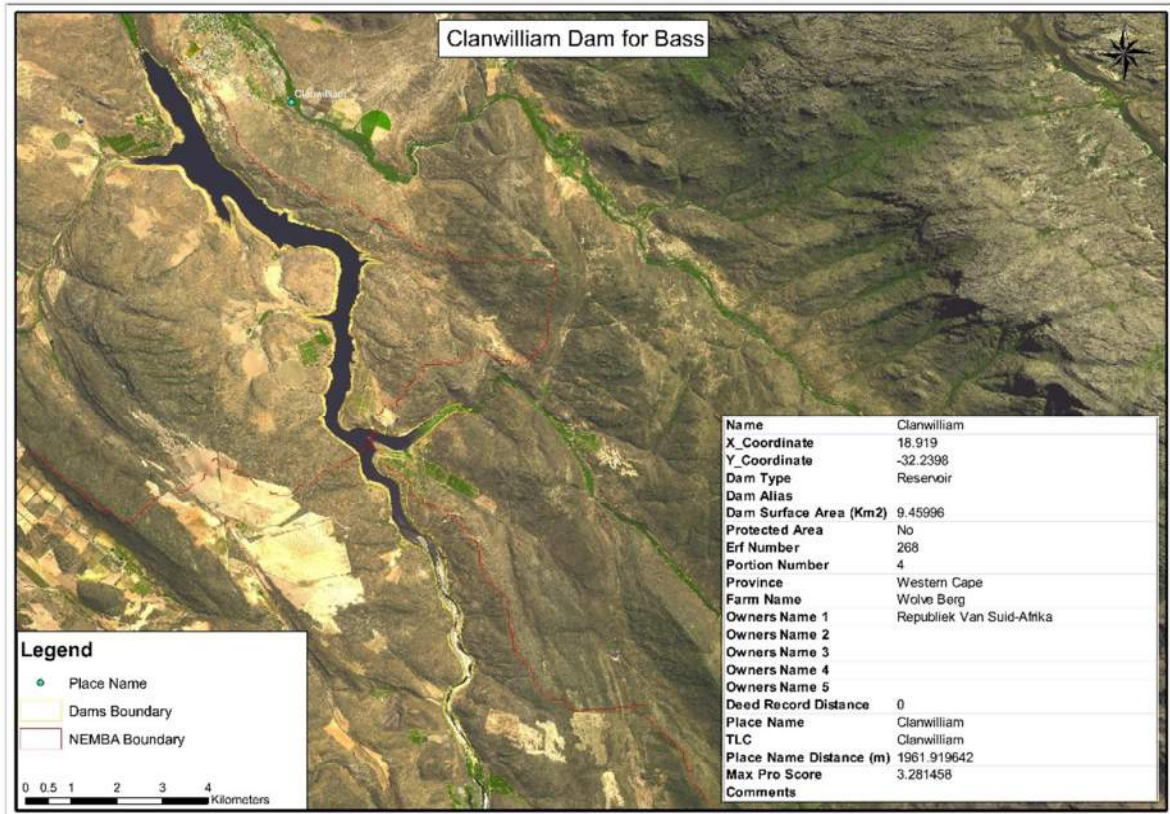 Clanwilliam Dam for Bass
Clanwilliam
Name Clanwilliam
X_Coordinate 18.919
Y_Coordinate -32.2398
Dam Type Reservoir
Dam Alias
Dam Surface Area (Km2) 9.45996
Protected Area No
Erf Number 268
Portion Number 4
Province Western Cape
Farm Name Wolve Berg
Owners Name 1 Republiek Van Suid-Afrika
Owners Name 2
Owners Name 3
Owners Name 4
Owners Name 5
Deed Record Distance 0
Place Name Clanwilliam
TLC Clanwilliam
Place Name Distance (m) 1961.919642
Max Pro Score 3.281458
Comments
Legend
Place Name
Dams Boundary
NEMBA Boundary
0 0.5 1 2 3 4
Kilometers